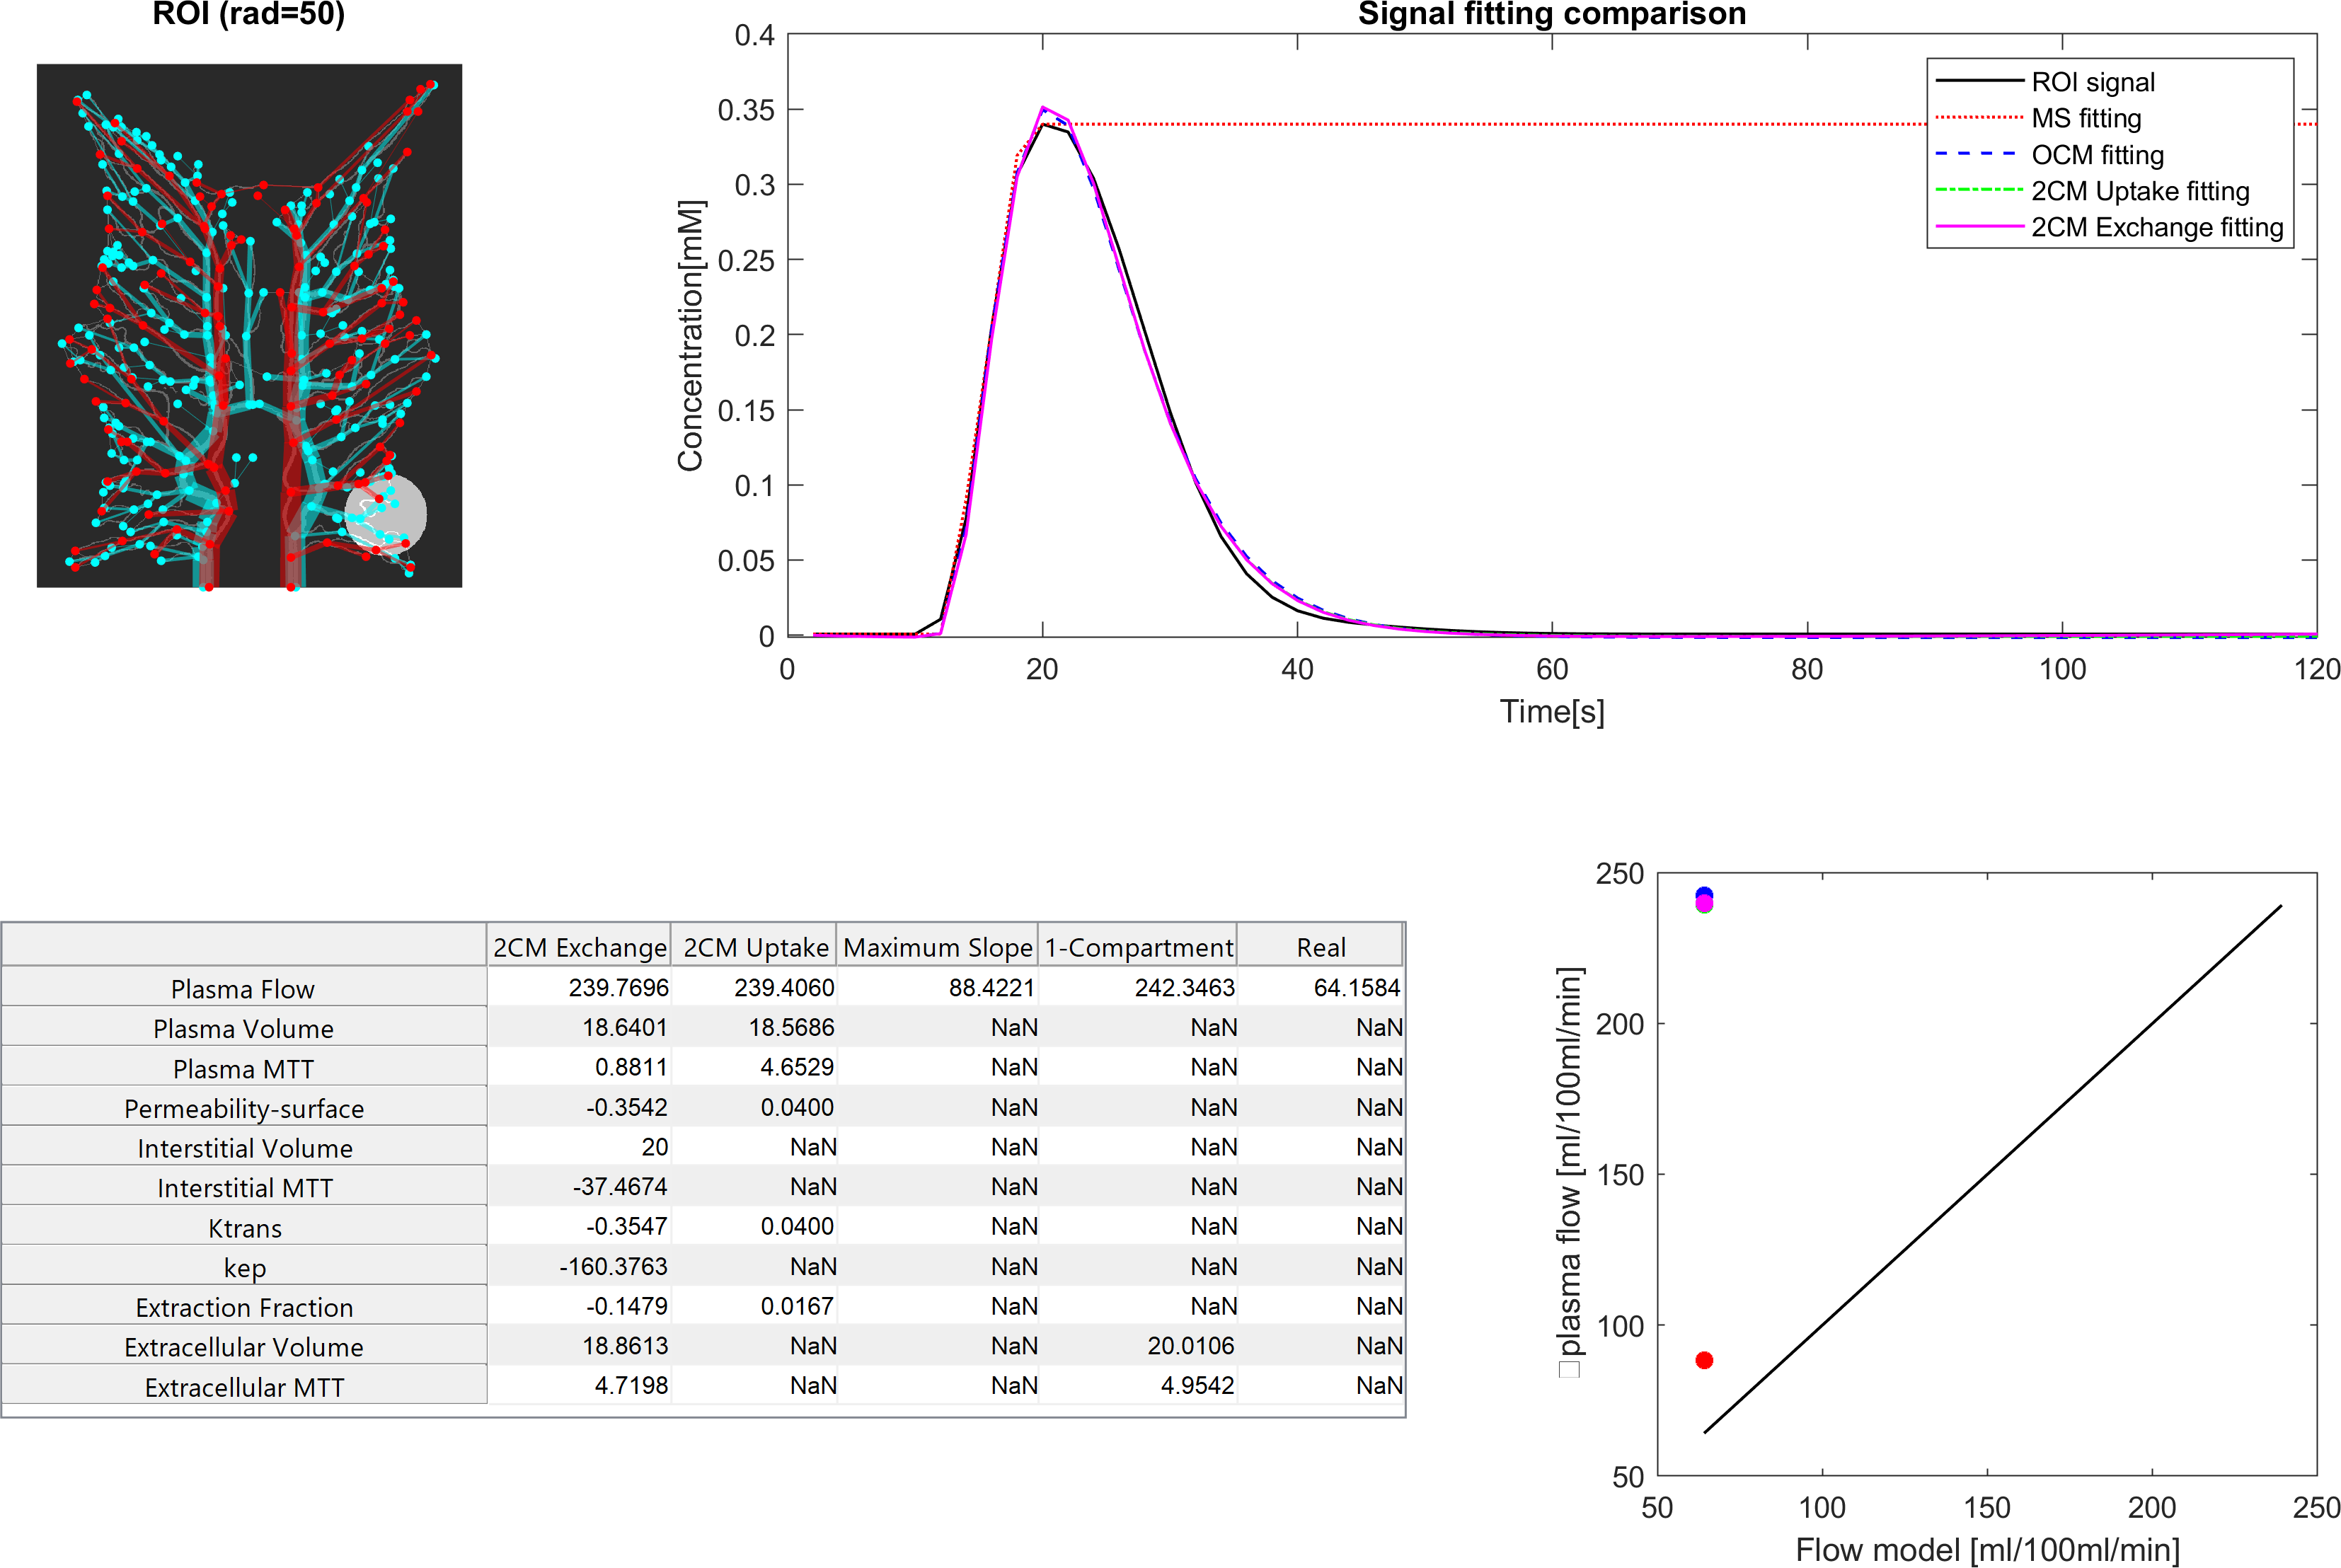 ROI (rad=50)
Signal fitting comparison
0.4
0.35
0.3
0.25
0.2
0.15
0.1
0.05
0
Concentration[mM]
0 20 40 60 80 100 120
Time[s]
ROI signal
MS fitting
OCM fitting
2CM Uptake fitting
2CM Exchange fitting
2CM Exchange 2CM Uptake Maximum Slope 1-Compartment Real
Plasma Flow 239.7696 239.4060 88.4221 242.3463 64.1584
Plasma Volume 18.6401 18.5686 NaN NaN NaN
Plasma MTT 0.8811 4.6529 NaN NaN NaN
Permeability-surface -0.3542 0.0400 NaN NaN NaN
Interstitial Volume 20 NaN NaN NaN NaN
Interstitial MTT -37.4674 NaN NaN NaN NaN
Ktrans -0.3547 0.0400 NaN NaN NaN
kep -160.3763 NaN NaN NaN NaN
Extraction Fraction -0.1479 0.0167 NaN NaN NaN
Extracellular Volume 18.8613 NaN NaN 20.0106 NaN
Extracellular MTT 4.7198 NaN NaN 4.9542 NaN
250
200
150
100
50
□plasma flow [ml/100ml/min]
50 100 150 200 250
Flow model [ml/100ml/min]